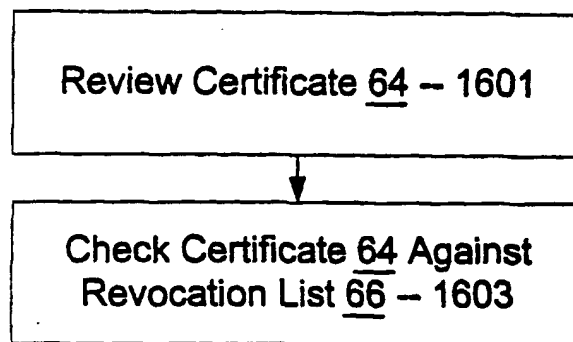 Review Certificate 64 – 1601
Check Certificate 64 Against
Revocation List 66 – 1603